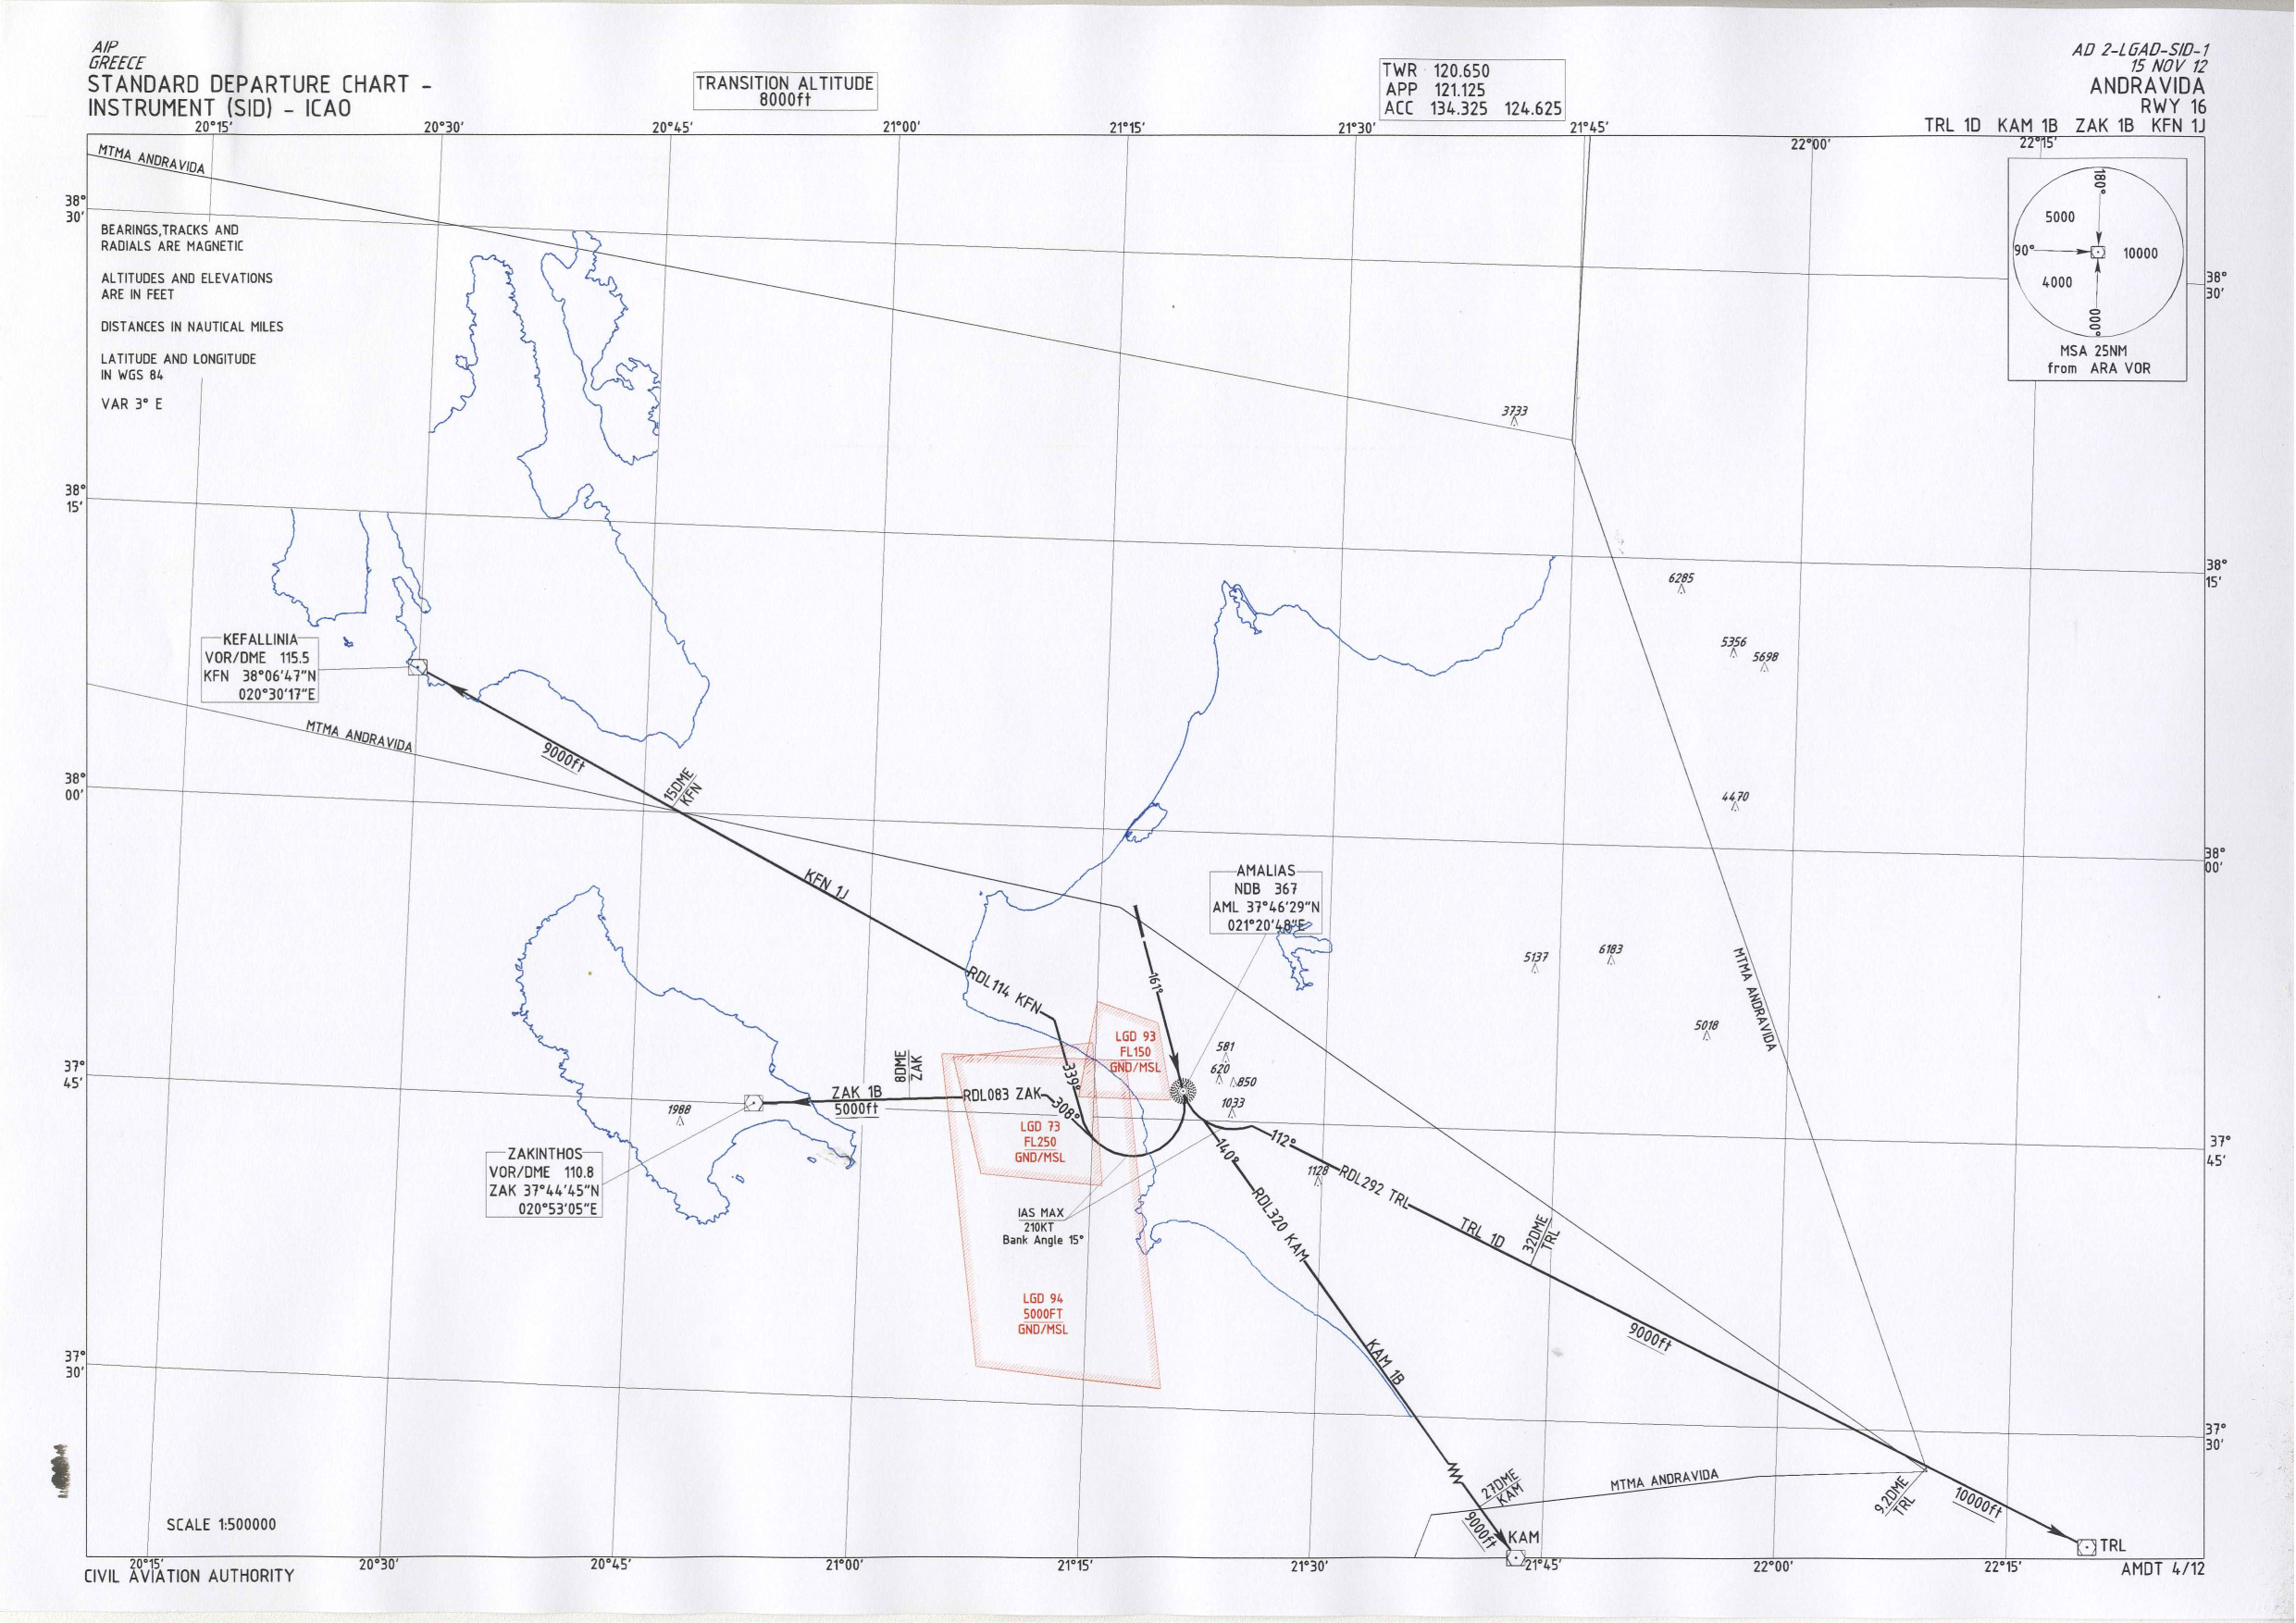 AIP
GREECE
STANDARD DEPARTURE CHART -
INSTRUMENT (SID) - ICAO
TRANSITION ALTITUDE
8000ft
TWR 120.650
APP 121.125
ACC 134.325 124.625
AD 2-LGAD-SID-1
15 NOV 12
ANDRAVIDA
RWY 16
TRL 1D KAM 1B ZAK 1B KFN 1J
20°15'
20°30'
20°45'
21°00'
21°15'
21°30'
21°45'
22°00'
22°15'
MTMA ANDRAVIDA
38°
30'
BEARINGS,TRACKS AND
RADIALS ARE MAGNETIC
ALTITUDES AND ELEVATIONS
ARE IN FEET
DISTANCES IN NAUTICAL MILES
LATITUDE AND LONGITUDE
IN WGS 84
VAR 3° E
180°
5000
90°
10000
4000
000°
MSA 25NM
from ARA VOR
38°
30'
3733
38°
15'
38°
15'
6285
5356
5698
KEFALLINIA
VOR/DME 115.5
KFN 38°06'47"N
020°30'17"E
MTMA ANDRAVIDA
9000ft
15DME
KFN
38°
00'
4470
38°
00'
KFN 1J
AMALIAS
NDB 367
AML 37°46'29"N
021°20'48"E
RDL114 KFN
161°
5137
6183
MTMA ANDRAVIDA
5018
LGD 93
FL150
GND/MSL
581
620
850
1033
37°
45'
8DME
ZAK
339°
ZAK 1B
5000ft
RDL083 ZAK
308°
1988
LGD 73
FL250
GND/MSL
112°
140°
37°
45'
ZAKINTHOS
VOR/DME 110.8
ZAK 37°44'45"N
020°53'05"E
1128
RDL292 TRL
RDL320 KAM
IAS MAX
210KT
Bank Angle 15°
TRL 1D
32DME
TRL
LGD 94
5000FT
GND/MSL
9000ft
37°
30'
KAM 1B
37°
30'
27DME
KAM
MTMA ANDRAVIDA
9.2DME
TRL
10000ft
9000ft
KAM
TRL
SCALE 1:500000
20°15'
20°30'
20°45'
21°00'
21°15'
21°30'
21°45'
22°00'
22°15'
CIVIL AVIATION AUTHORITY
AMDT 4/12